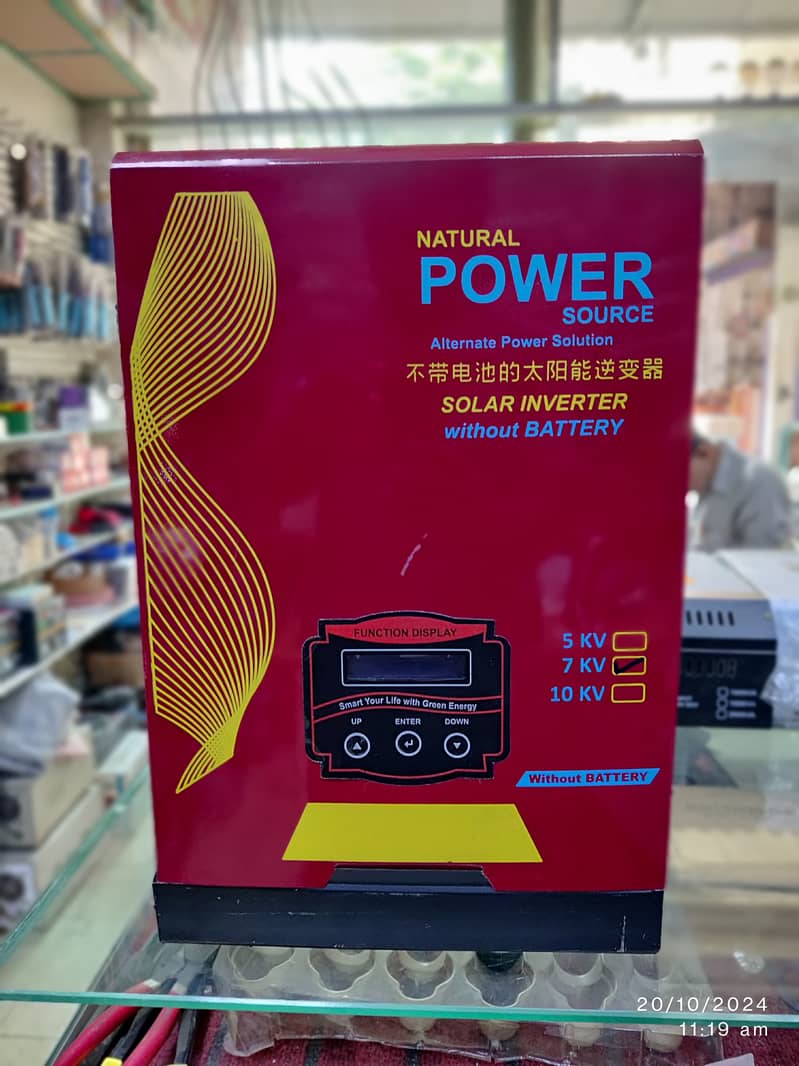 NATURAL
POWER
SOURCE
Alternate Power Solution
不带电池的太阳能逆变器
SOLAR INVERTER
without BATTERY
FUNCTION DISPLAY
Smart Your Life with Green Energy
UP ENTER DOWN
5 KV
7 KV
10 KV
Without BATTERY
20/10/2024
11:19 am